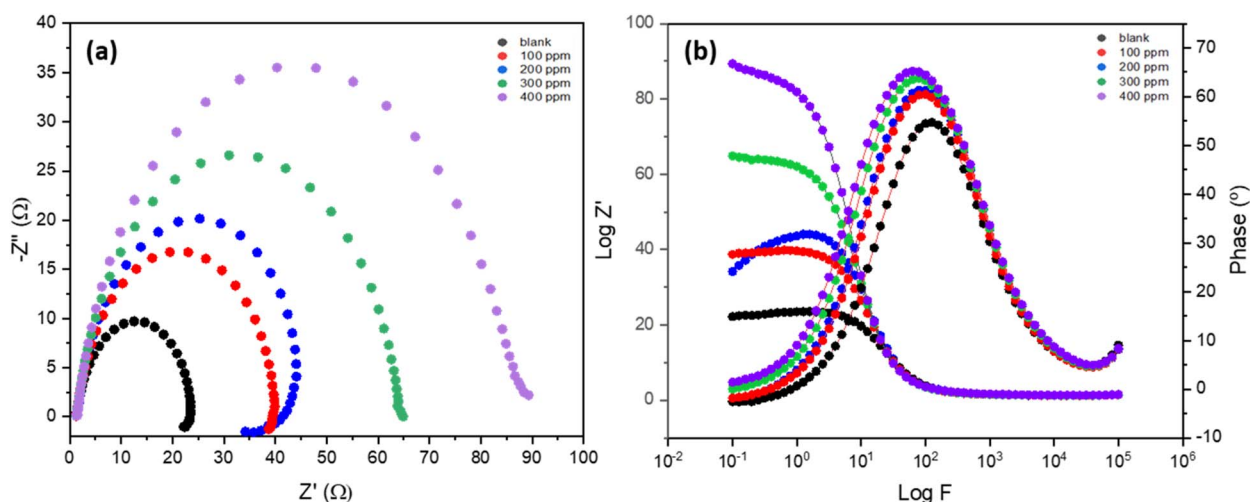 (a)
blank
100 ppm
200 ppm
300 ppm
400 ppm
40
35
30
25
20
15
10
5
0
-Z'' (Ω)
0 10 20 30 40 50 60 70 80 90 100
Z' (Ω)
(b)
blank
100 ppm
200 ppm
300 ppm
400 ppm
100
80
60
40
20
0
Log Z'
70
60
50
40
30
20
10
0
-10
Phase (°)
10⁻² 10⁻¹ 10⁰ 10¹ 10² 10³ 10⁴ 10⁵ 10⁶
Log F